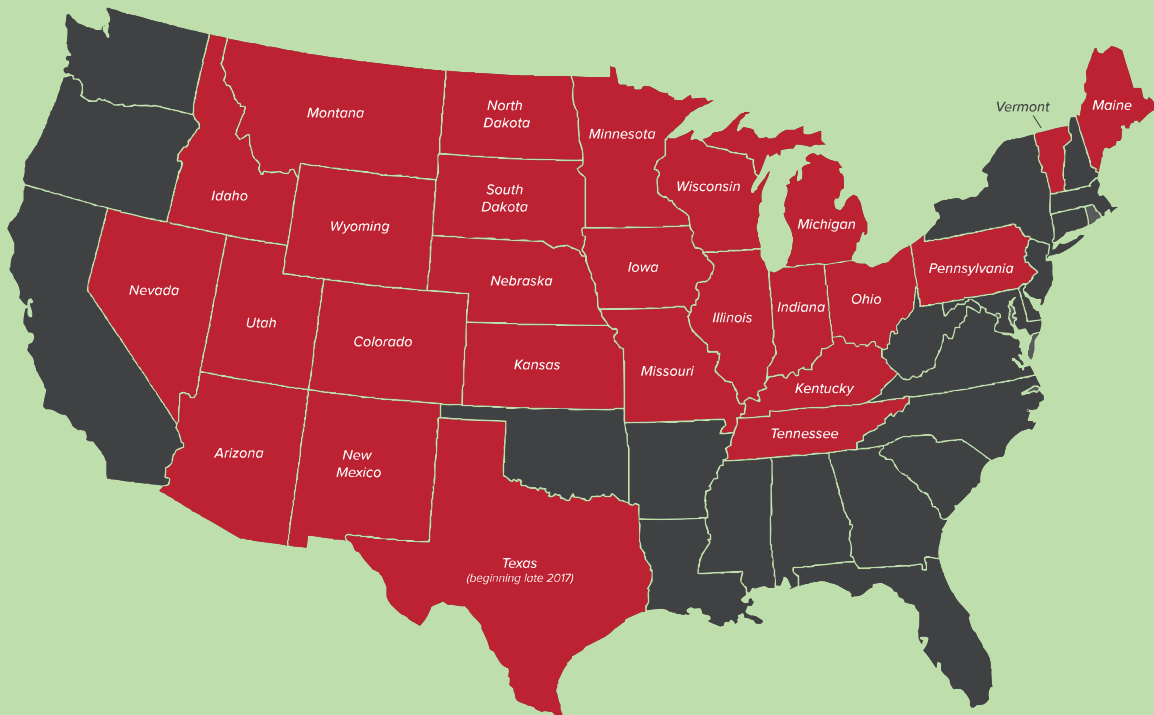 Vermont
Maine
Montana
North
Dakota
Minnesota
Idaho
Wyoming
South
Dakota
Wisconsin
Michigan
Nevada
Utah
Colorado
Nebraska
Iowa
Illinois
Indiana
Ohio
Pennsylvania
Kansas
Missouri
Kentucky
Tennessee
Arizona
New
Mexico
Texas
(beginning late 2017)